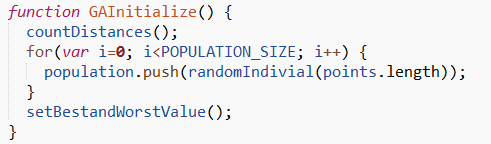 function GAInitialize() {
countDistances();
for(var i=0; i<POPULATION_SIZE; i++) {
population.push(randomIndivial(points.length));
}
setBestandWorstValue();
}